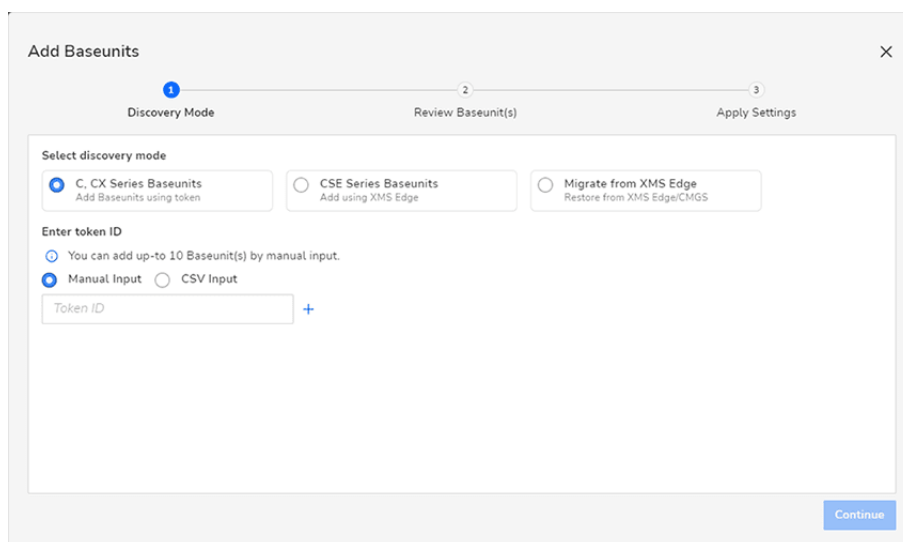 Add Baseunits
1
2
3
Discovery Mode
Review Baseunit(s)
Apply Settings
Select discovery mode
C, CX Series Baseunits
Add Baseunits using token
CSE Series Baseunits
Add using XMS Edge
Migrate from XMS Edge
Restore from XMS Edge/CMGS
Enter token ID
You can add up-to 10 Baseunit(s) by manual input.
Manual Input
CSV Input
Token ID
Continue